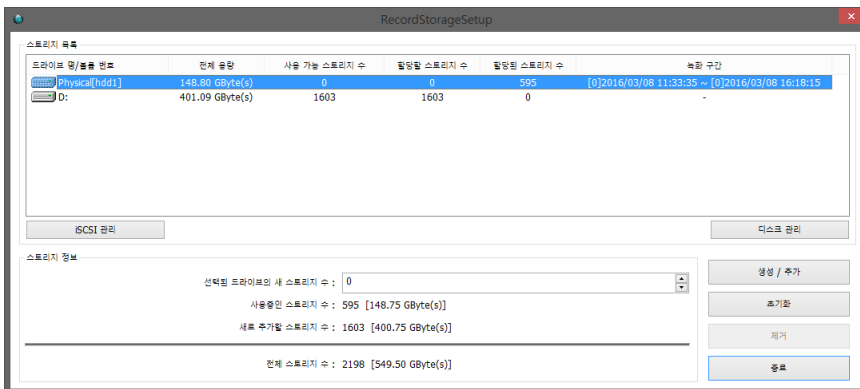 RecordStorageSetup
스토리지 목록
드라이브 명/볼륨 번호 전체 용량 사용 가능 스토리지 수 할당할 스토리지 수 할당된 스토리지 수 녹화 구간
Physical[hdd1] 148.80 GByte(s) 0 0 595 [0]2016/03/08 11:33:35 ~ [0]2016/03/08 16:18:15
D: 401.09 GByte(s) 1603 1603 0 -
iSCSI 관리 디스크 관리
스토리지 정보
선택된 드라이브의 새 스토리지 수 : 0
사용중인 스토리지 수 : 595 [148.75 GByte(s)]
새로 추가할 스토리지 수 : 1603 [400.75 GByte(s)]
전체 스토리지 수 : 2198 [549.50 GByte(s)]
생성 / 추가
초기화
제거
종료